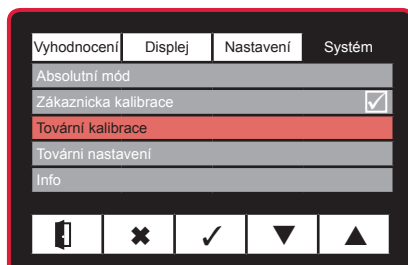 Vyhodnocení Displej Nastavení Systém
Absolutní mód
Zákaznicka kalibrace
Tovární kalibrace
Továrni nastavení
Info